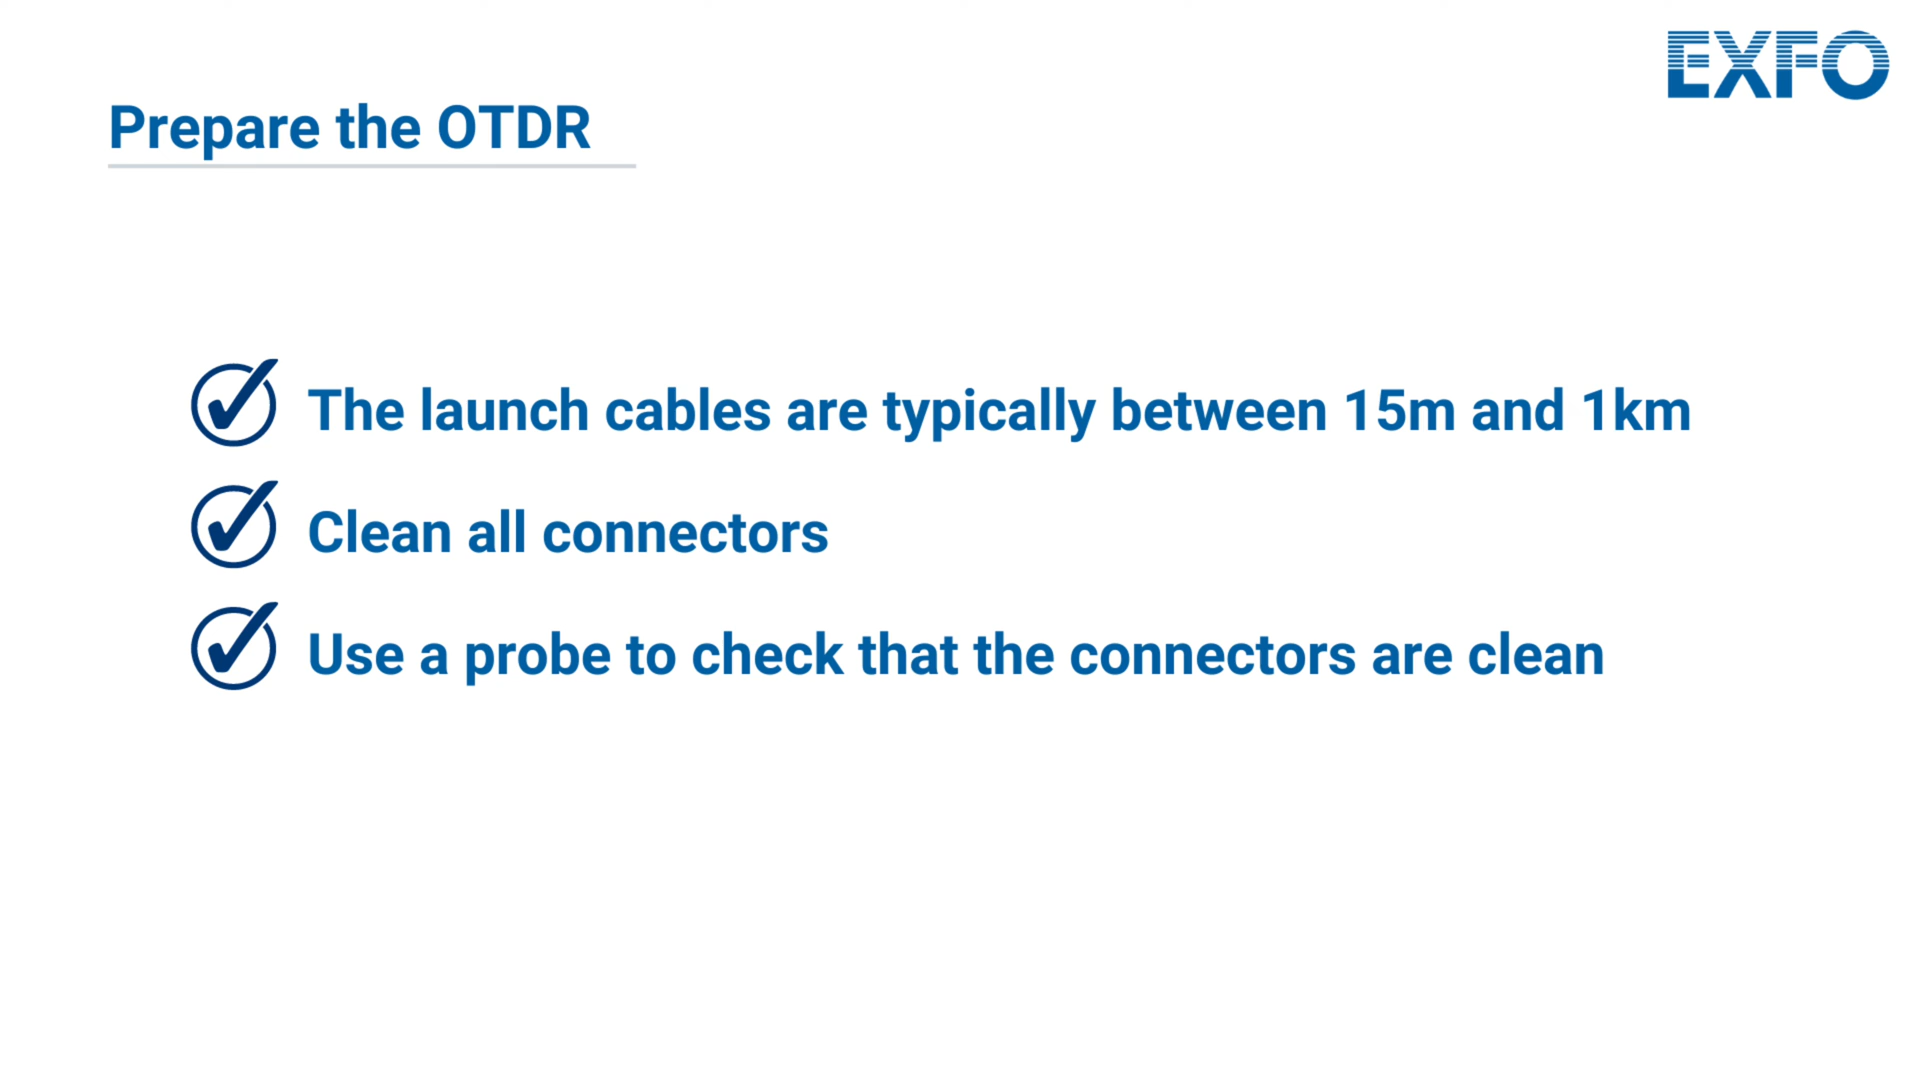 EXFO
Prepare the OTDR
The launch cables are typically between 15m and 1km
Clean all connectors
Use a probe to check that the connectors are clean